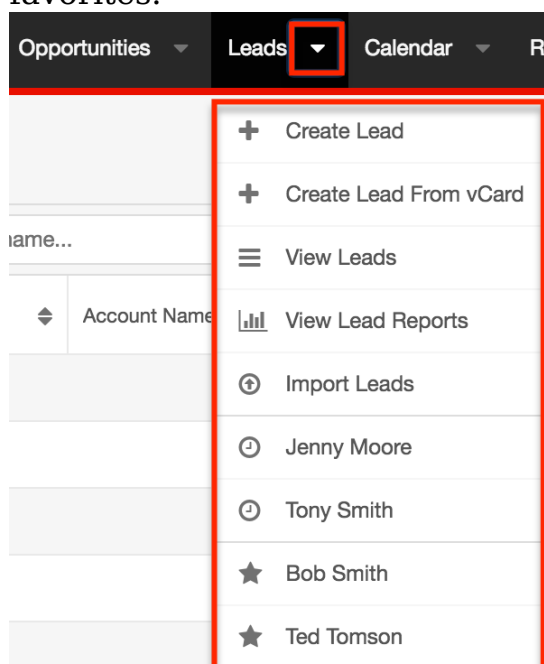 favorites.
Opportunities Leads Calendar R
Create Lead
Create Lead From vCard
name...
View Leads
Account Name
View Lead Reports
Import Leads
Jenny Moore
Tony Smith
Bob Smith
Ted Tomson